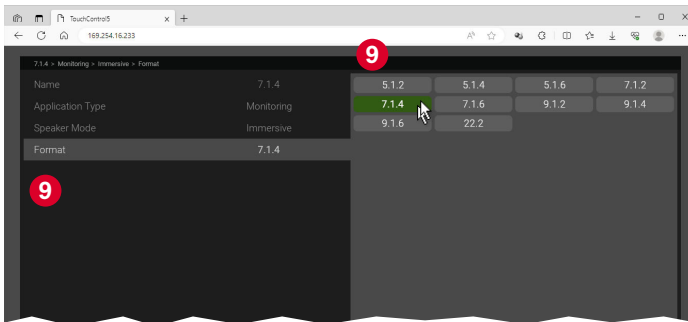 TouchControl5
169.254.16.233
9
7.1.4 > Monitoring > Immersive > Format
Name 7.1.4
Application Type Monitoring
Speaker Mode Immersive
Format 7.1.4
9
5.1.2 5.1.4 5.1.6 7.1.2
7.1.4 7.1.6 9.1.2 9.1.4
9.1.6 22.2